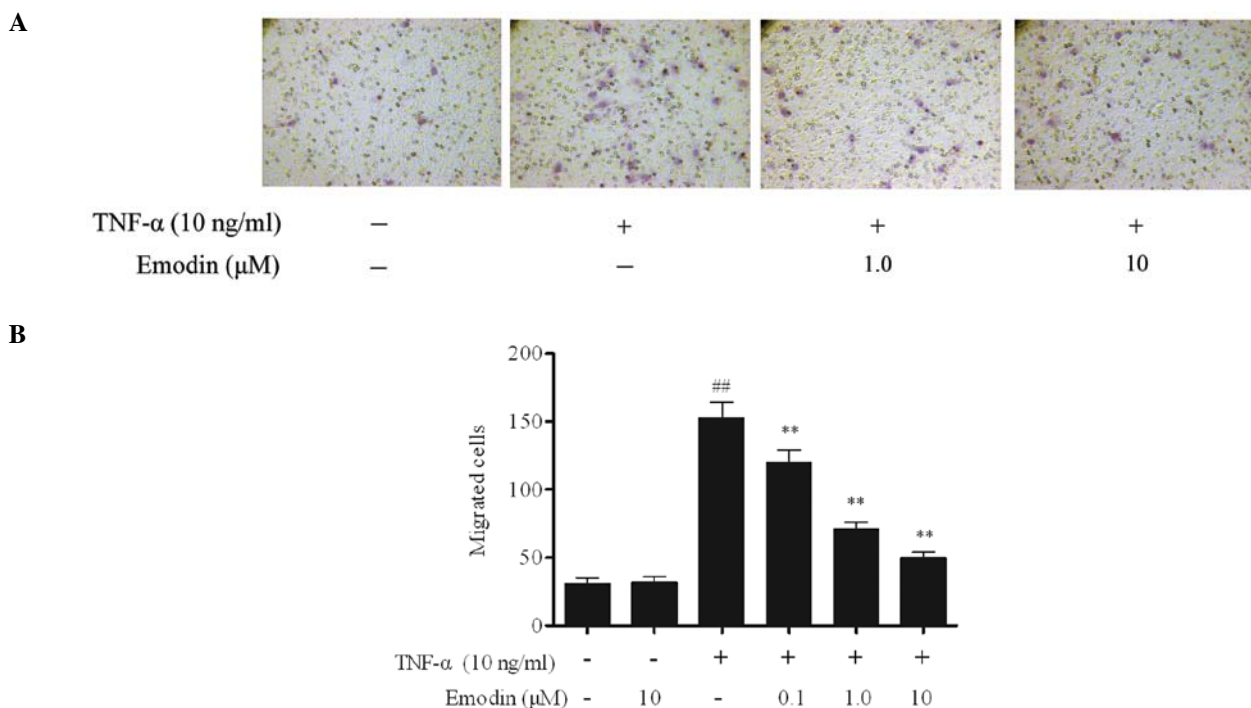 A
TNF-α (10 ng/ml) – + + +
Emodin (μM) – – 1.0 10
B
200
150
100
50
0
Migrated cells
##
**
**
**
TNF-α (10 ng/ml) - - + + + +
Emodin (μM) - 10 - 0.1 1.0 10